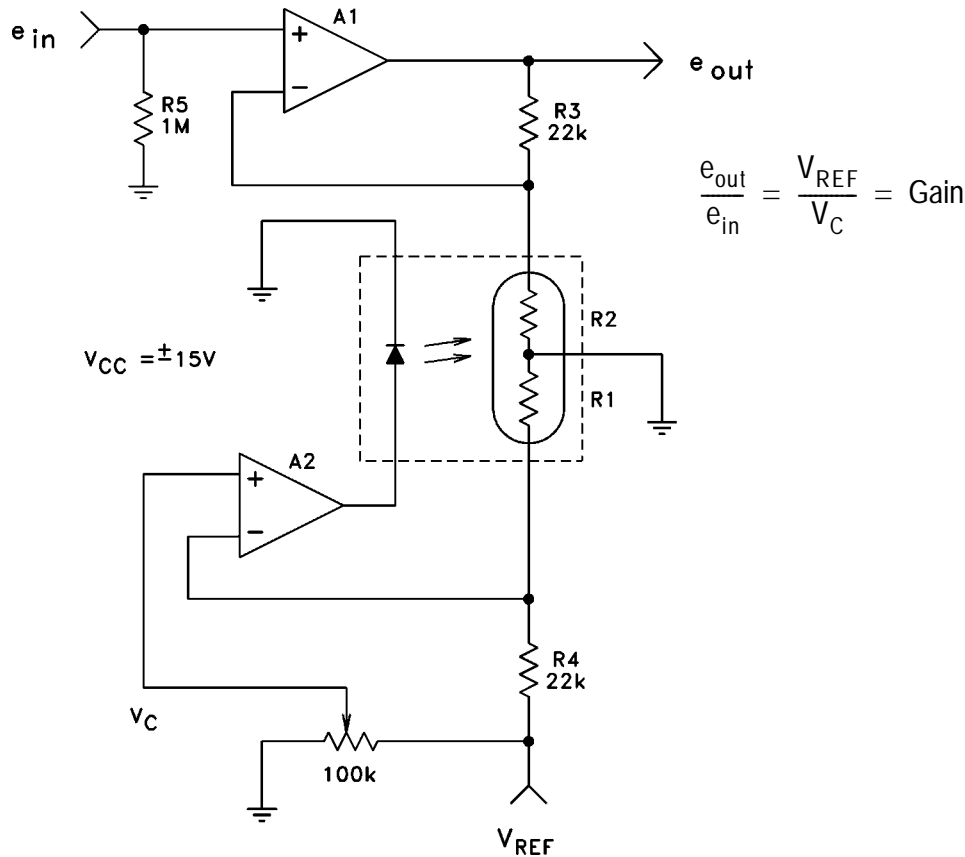 e in
A1
+
−
e out
R5
1M
R3
22k
e out / e in = V REF / V C = Gain
R2
V CC = ±15V
R1
A2
+
−
R4
22k
V C
100k
V REF